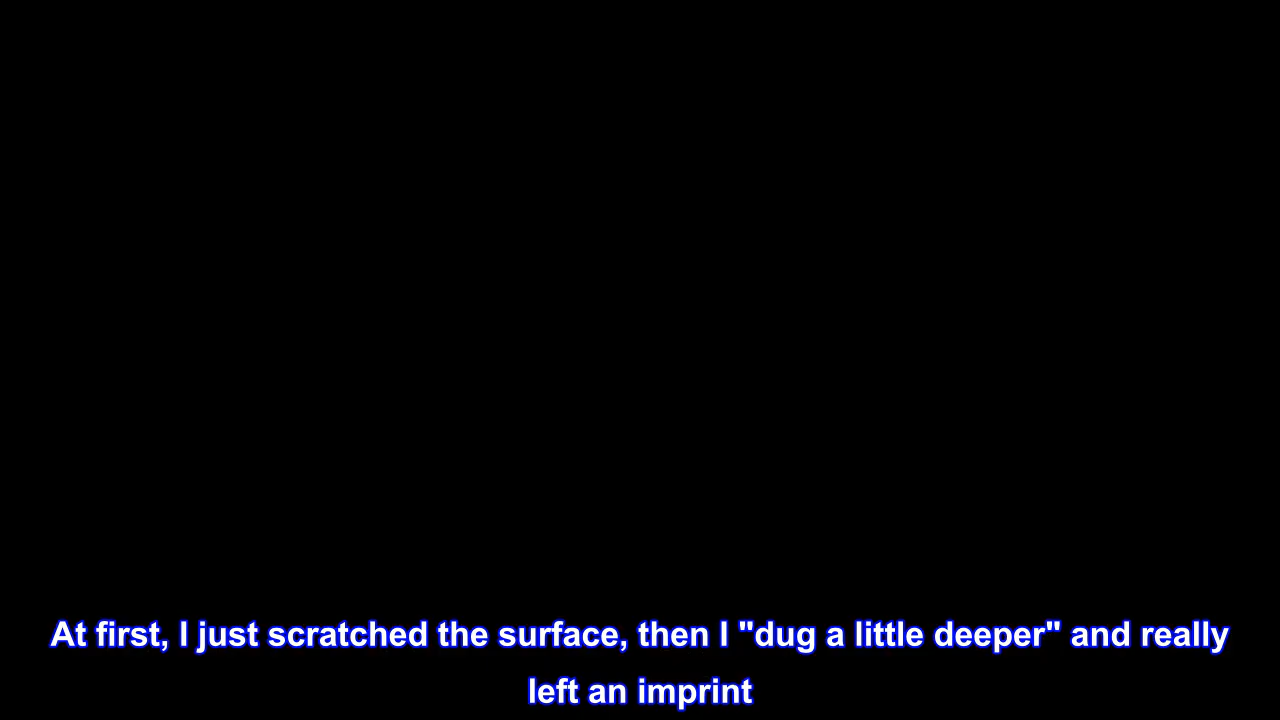 At first, I just scratched the surface, then I "dug a little deeper" and really
left an imprint